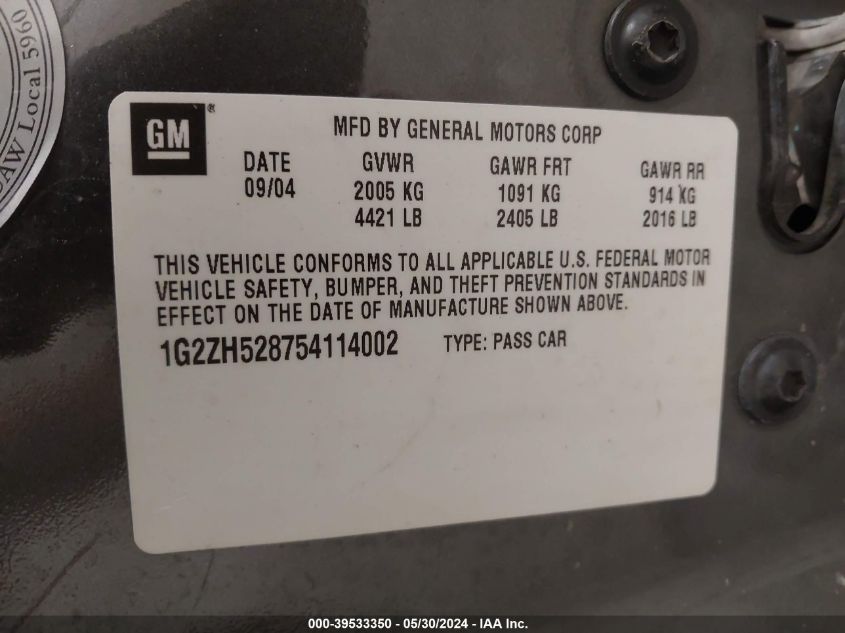 UAW Local 5960
GM®
MFD BY GENERAL MOTORS CORP
DATE GVWR GAWR FRT GAWR RR
09/04 2005 KG 1091 KG 914 KG
4421 LB 2405 LB 2016 LB
THIS VEHICLE CONFORMS TO ALL APPLICABLE U.S. FEDERAL MOTOR
VEHICLE SAFETY, BUMPER, AND THEFT PREVENTION STANDARDS IN
EFFECT ON THE DATE OF MANUFACTURE SHOWN ABOVE.
1G2ZH528754114002 TYPE: PASS CAR
000-39533350 / 05/30/2024 - IAA Inc.